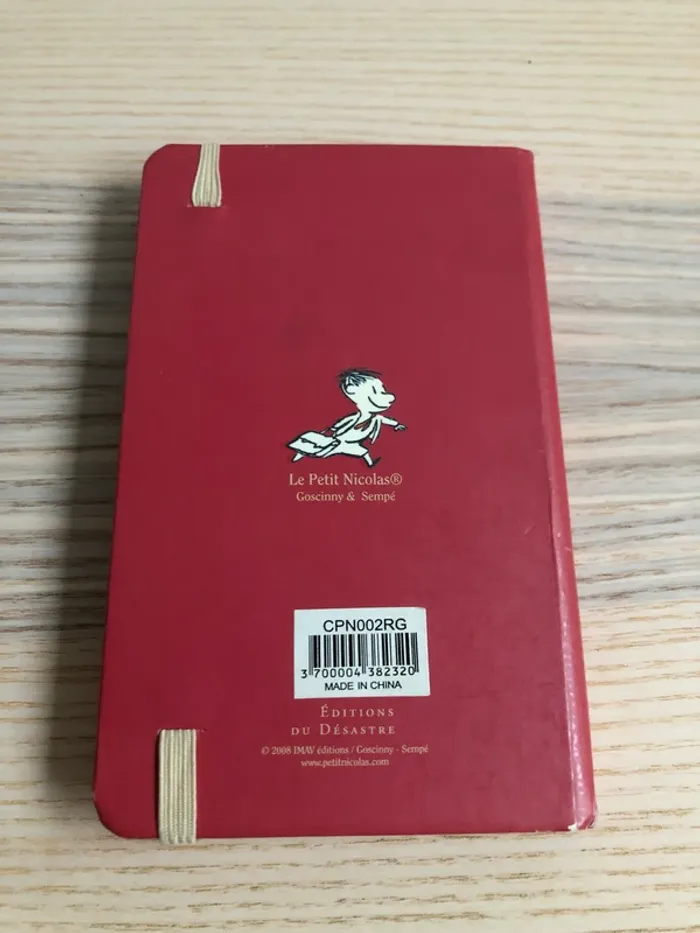 Le Petit Nicolas®
Goscinny & Sempé
CPN002RG
3 700004 382320
MADE IN CHINA
ÉDITIONS
DU DÉSASTRE
© 2008 IMAV éditions / Goscinny - Sempé
www.petitnicolas.com